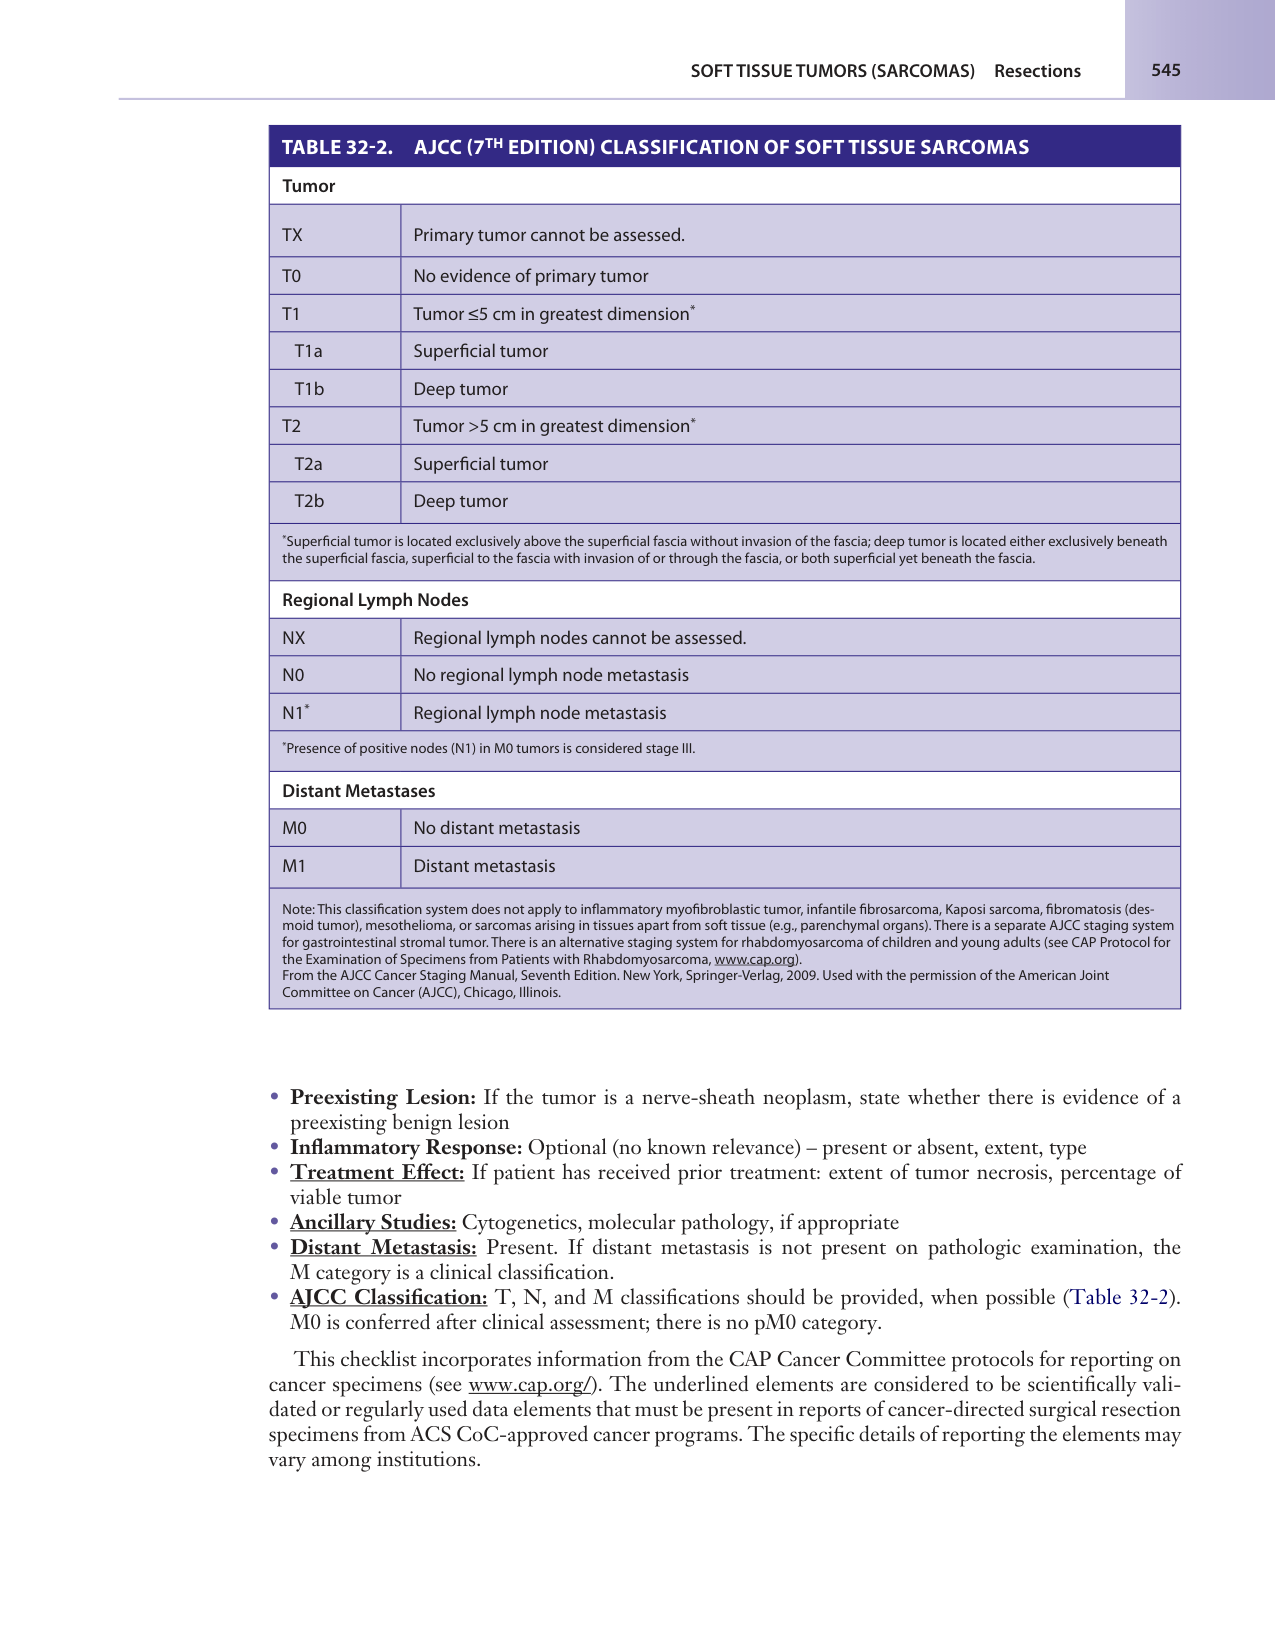 SOFT TISSUE TUMORS (SARCOMAS) Resections 545
TABLE 32-2. AJCC (7TH EDITION) CLASSIFICATION OF SOFT TISSUE SARCOMAS
Tumor
TX Primary tumor cannot be assessed.
T0 No evidence of primary tumor
T1 Tumor ≤5 cm in greatest dimension*
T1a Superficial tumor
T1b Deep tumor
T2 Tumor >5 cm in greatest dimension*
T2a Superficial tumor
T2b Deep tumor
*Superficial tumor is located exclusively above the superficial fascia without invasion of the fascia; deep tumor is located either exclusively beneath
the superficial fascia, superficial to the fascia with invasion of or through the fascia, or both superficial yet beneath the fascia.
Regional Lymph Nodes
NX Regional lymph nodes cannot be assessed.
N0 No regional lymph node metastasis
N1* Regional lymph node metastasis
*Presence of positive nodes (N1) in M0 tumors is considered stage III.
Distant Metastases
M0 No distant metastasis
M1 Distant metastasis
Note: This classification system does not apply to inflammatory myofibroblastic tumor, infantile fibrosarcoma, Kaposi sarcoma, fibromatosis (des-
moid tumor), mesothelioma, or sarcomas arising in tissues apart from soft tissue (e.g., parenchymal organs). There is a separate AJCC staging system
for gastrointestinal stromal tumor. There is an alternative staging system for rhabdomyosarcoma of children and young adults (see CAP Protocol for
the Examination of Specimens from Patients with Rhabdomyosarcoma, www.cap.org).
From the AJCC Cancer Staging Manual, Seventh Edition. New York, Springer-Verlag, 2009. Used with the permission of the American Joint
Committee on Cancer (AJCC), Chicago, Illinois.
• Preexisting Lesion: If the tumor is a nerve-sheath neoplasm, state whether there is evidence of a
preexisting benign lesion
• Inflammatory Response: Optional (no known relevance) – present or absent, extent, type
• Treatment Effect: If patient has received prior treatment: extent of tumor necrosis, percentage of
viable tumor
• Ancillary Studies: Cytogenetics, molecular pathology, if appropriate
• Distant Metastasis: Present. If distant metastasis is not present on pathologic examination, the
M category is a clinical classification.
• AJCC Classification: T, N, and M classifications should be provided, when possible (Table 32-2).
M0 is conferred after clinical assessment; there is no pM0 category.
This checklist incorporates information from the CAP Cancer Committee protocols for reporting on
cancer specimens (see www.cap.org/). The underlined elements are considered to be scientifically vali-
dated or regularly used data elements that must be present in reports of cancer-directed surgical resection
specimens from ACS CoC-approved cancer programs. The specific details of reporting the elements may
vary among institutions.